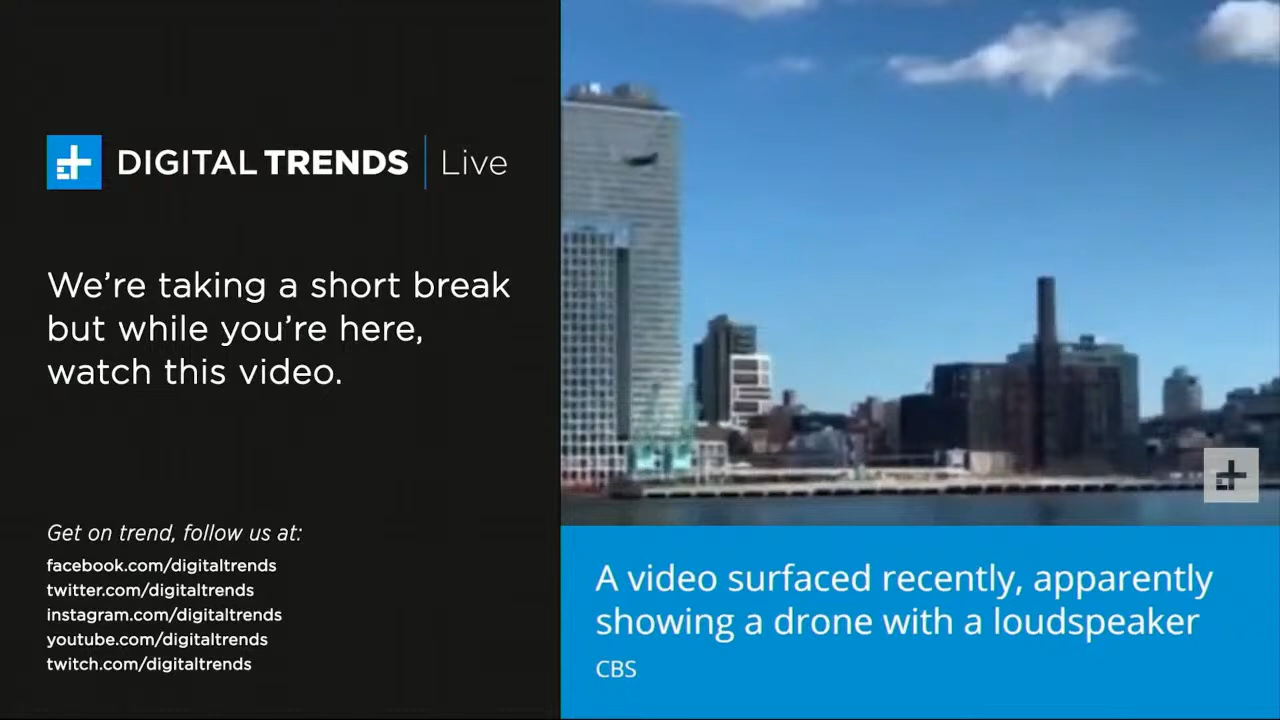 DIGITAL TRENDS | Live
We're taking a short break
but while you're here,
watch this video.
Get on trend, follow us at:
facebook.com/digitaltrends
twitter.com/digitaltrends
instagram.com/digitaltrends
youtube.com/digitaltrends
twitch.com/digitaltrends
A video surfaced recently, apparently
showing a drone with a loudspeaker
CBS